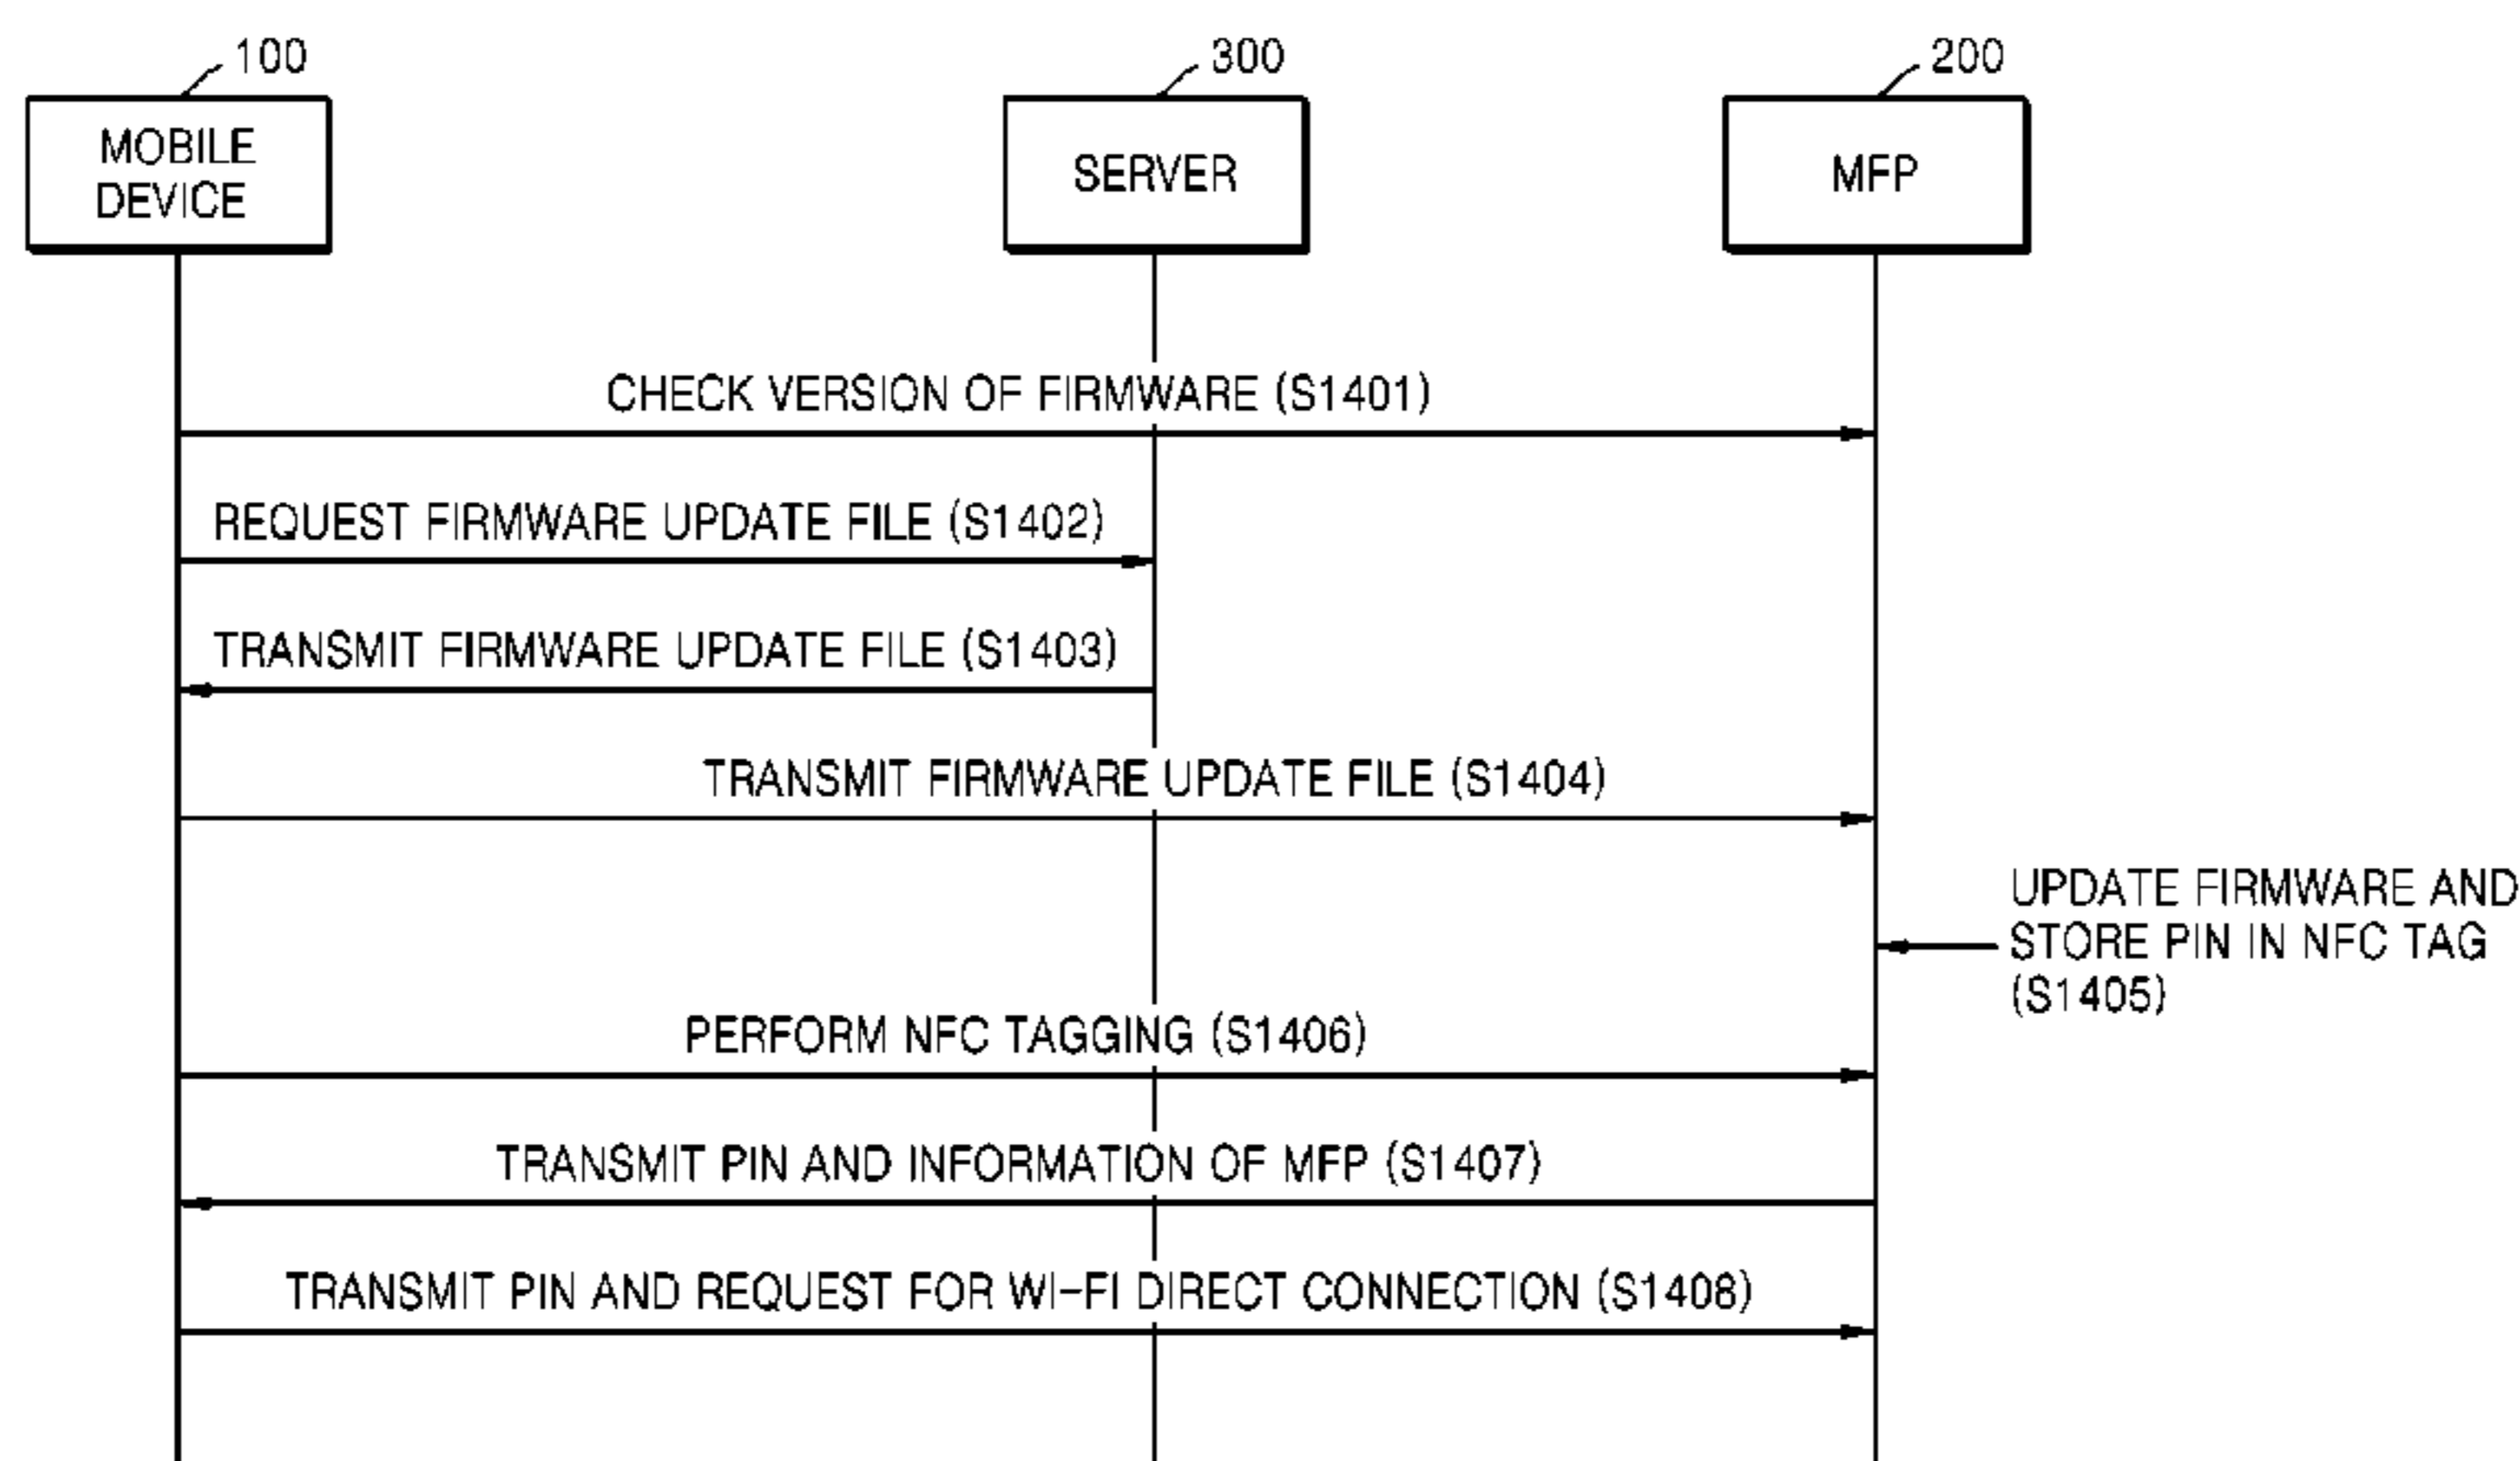 100
300
200
MOBILE
DEVICE
SERVER
MFP
CHECK VERSION OF FIRMWARE (S1401)
REQUEST FIRMWARE UPDATE FILE (S1402)
TRANSMIT FIRMWARE UPDATE FILE (S1403)
TRANSMIT FIRMWARE UPDATE FILE (S1404)
UPDATE FIRMWARE AND
STORE PIN IN NFC TAG
(S1405)
PERFORM NFC TAGGING (S1406)
TRANSMIT PIN AND INFORMATION OF MFP (S1407)
TRANSMIT PIN AND REQUEST FOR WI-FI DIRECT CONNECTION (S1408)